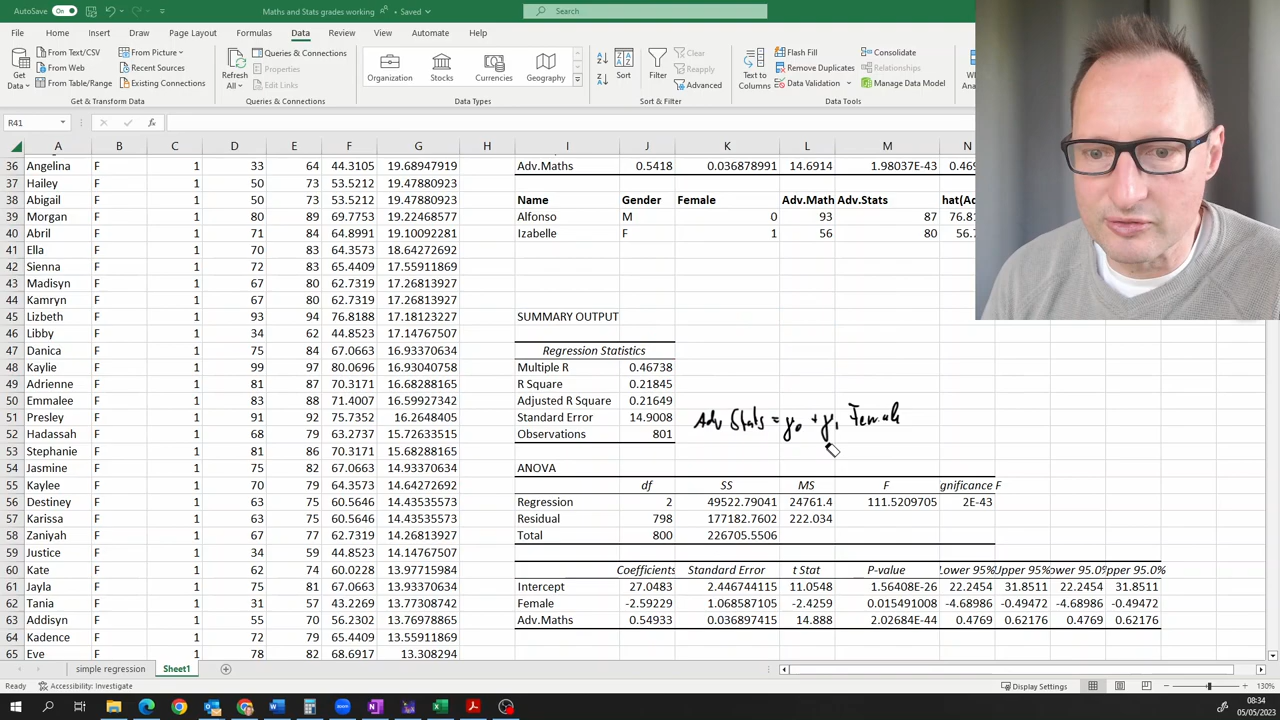 AutoSave On Maths and Stats grades working • Saved Search
File Home Insert Draw Page Layout Formulas Data Review View Automate Help
Get Data From Text/CSV From Web From Table/Range From Picture Recent Sources Existing Connections
Get & Transform Data
Refresh All Queries & Connections Properties Edit Links
Queries & Connections
Organization Stocks Currencies Geography
Data Types
Sort Filter Clear Reapply Advanced
Sort & Filter
Text to Columns Flash Fill Remove Duplicates Data Validation Consolidate Relationships Manage Data Model
Data Tools
R41 fx
A B C D E F G H I J K L M N
36 Angelina F 1 33 64 44.3105 19.68947919 Adv.Maths 0.5418 0.036878991 14.6914 1.98037E-43 0.469
37 Hailey F 1 50 73 53.5212 19.47880923
38 Abigail F 1 50 73 53.5212 19.47880923 Name Gender Female Adv.Math Adv.Stats hat(Ad
39 Morgan F 1 80 89 69.7753 19.22468577 Alfonso M 0 93 87 76.81
40 Abril F 1 71 84 64.8991 19.10092281 Izabelle F 1 56 80 56.7
41 Ella F 1 70 83 64.3573 18.64272692
42 Sienna F 1 72 83 65.4409 17.55911869
43 Madisyn F 1 67 80 62.7319 17.26813927
44 Kamryn F 1 67 80 62.7319 17.26813927
45 Lizbeth F 1 93 94 76.8188 17.18123227 SUMMARY OUTPUT
46 Libby F 1 34 62 44.8523 17.14767507
47 Danica F 1 75 84 67.0663 16.93370634 Regression Statistics
48 Kaylie F 1 99 97 80.0696 16.93040758 Multiple R 0.46738
49 Adrienne F 1 81 87 70.3171 16.68288165 R Square 0.21845
50 Emmalee F 1 83 88 71.4007 16.59927342 Adjusted R Square 0.21649
51 Presley F 1 91 92 75.7352 16.2648405 Standard Error 14.9008 Adv Stats = γ0 + γ1 Female
52 Hadassah F 1 68 79 63.2737 15.72633515 Observations 801
53 Stephanie F 1 81 86 70.3171 15.68288165
54 Jasmine F 1 75 82 67.0663 14.93370634 ANOVA
55 Kaylee F 1 70 79 64.3573 14.64272692 df SS MS F gnificance F
56 Destiney F 1 63 75 60.5646 14.43535573 Regression 2 49522.79041 24761.4 111.5209705 2E-43
57 Karissa F 1 63 75 60.5646 14.43535573 Residual 798 177182.7602 222.034
58 Zaniyah F 1 67 77 62.7319 14.26813927 Total 800 226705.5506
59 Justice F 1 34 59 44.8523 14.14767507
60 Kate F 1 62 74 60.0228 13.97715984 Coefficients Standard Error t Stat P-value Lower 95% Upper 95% ower 95.0% pper 95.0%
61 Jayla F 1 75 81 67.0663 13.93370634 Intercept 27.0483 2.446744115 11.0548 1.56408E-26 22.2454 31.8511 22.2454 31.8511
62 Tania F 1 31 57 43.2269 13.77308742 Female -2.59229 1.068587105 -2.4259 0.015491008 -4.68986 -0.49472 -4.68986 -0.49472
63 Addisyn F 1 55 70 56.2302 13.76978865 Adv.Maths 0.54933 0.036897415 14.888 2.02684E-44 0.4769 0.62176 0.4769 0.62176
64 Kadence F 1 72 79 65.4409 13.55911869
65 Eve F 1 78 82 68.6917 13.308294
simple regression Sheet1
Ready Accessibility: Investigate Display Settings 130%
08:34
05/05/2023